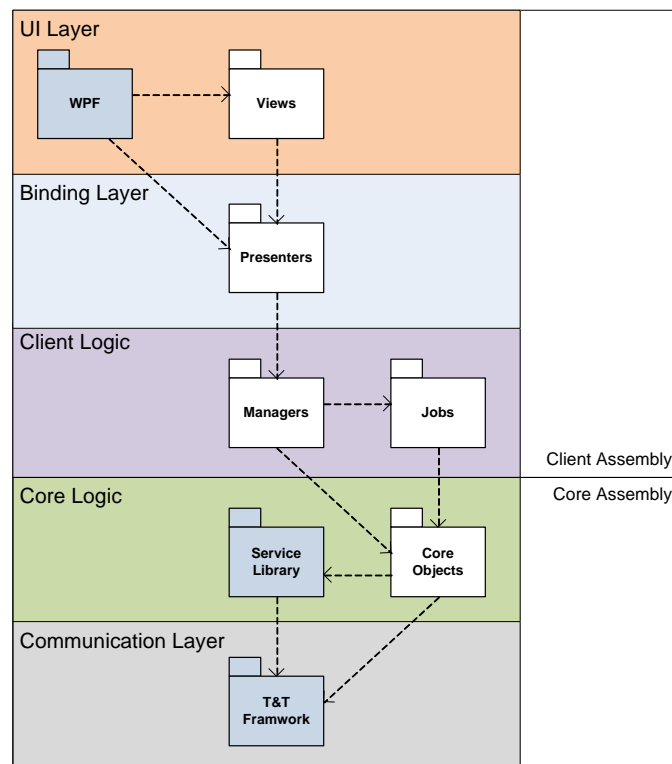 UI Layer
WPF
Views
Binding Layer
Presenters
Client Logic
Managers
Jobs
Client Assembly
Core Logic
Core Assembly
Service
Library
Core
Objects
Communication Layer
T&T
Framwork